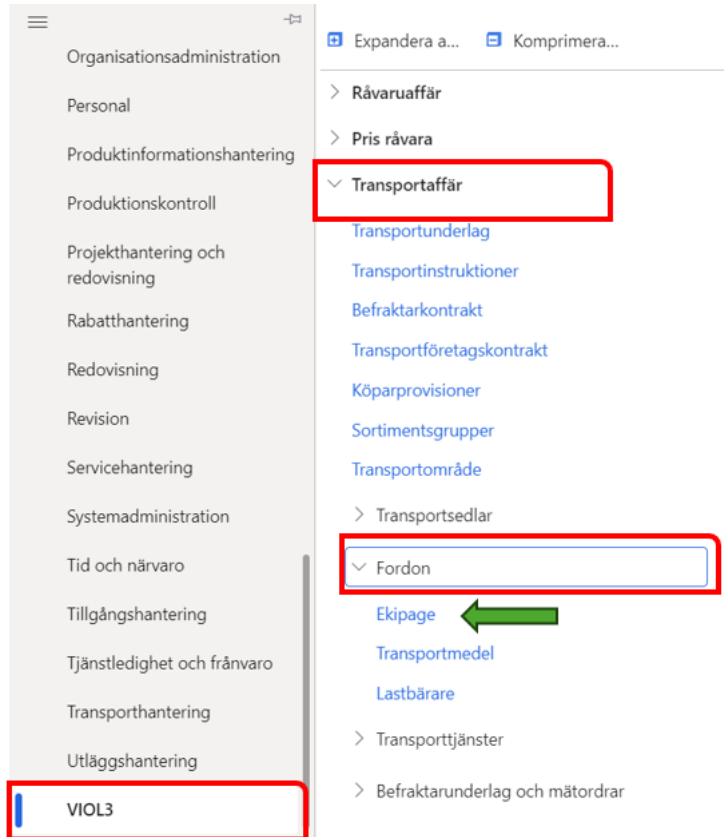 Organisationsadministration
Personal
Produktinformationshantering
Produktionskontroll
Projekthantering och
redovisning
Rabatthantering
Redovisning
Revision
Servicehantering
Systemadministration
Tid och närvaro
Tillgångshantering
Tjänstledighet och frånvaro
Transporthantering
Utläggshantering
VIOL3
Expandera a... Komprimera...
Råvaruaffär
Pris råvara
Transportaffär
Transportunderlag
Transportinstruktioner
Befraktarkontrakt
Transportföretagskontrakt
Köparprovisioner
Sortimentsgrupper
Transportområde
Transportsedlar
Fordon
Ekipage
Transportmedel
Lastbärare
Transporttjänster
Befraktarunderlag och mätordrar